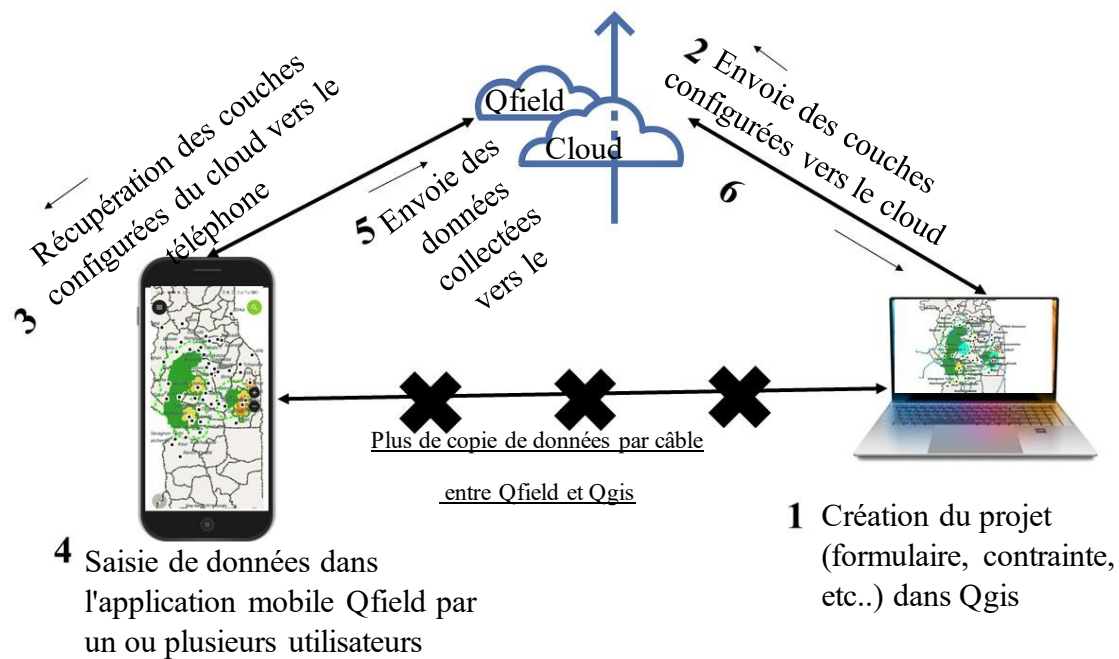 Qfield
Cloud
2 Envoie des couches
configurées vers le cloud
6
3 Récupération des couches
configurées du cloud vers le
téléphone
5 Envoie des
données
collectées
vers le
Plus de copie de données par câble
entre Qfield et Qgis
1 Création du projet
(formulaire, contrainte,
etc..) dans Qgis
4 Saisie de données dans
l'application mobile Qfield par
un ou plusieurs utilisateurs